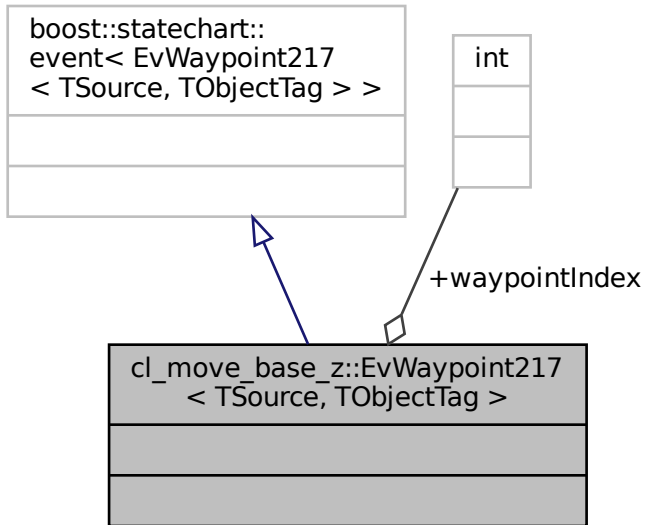 boost::statechart::
event< EvWaypoint217
< TSource, TObjectTag > >
int
+waypointIndex
cl_move_base_z::EvWaypoint217
< TSource, TObjectTag >